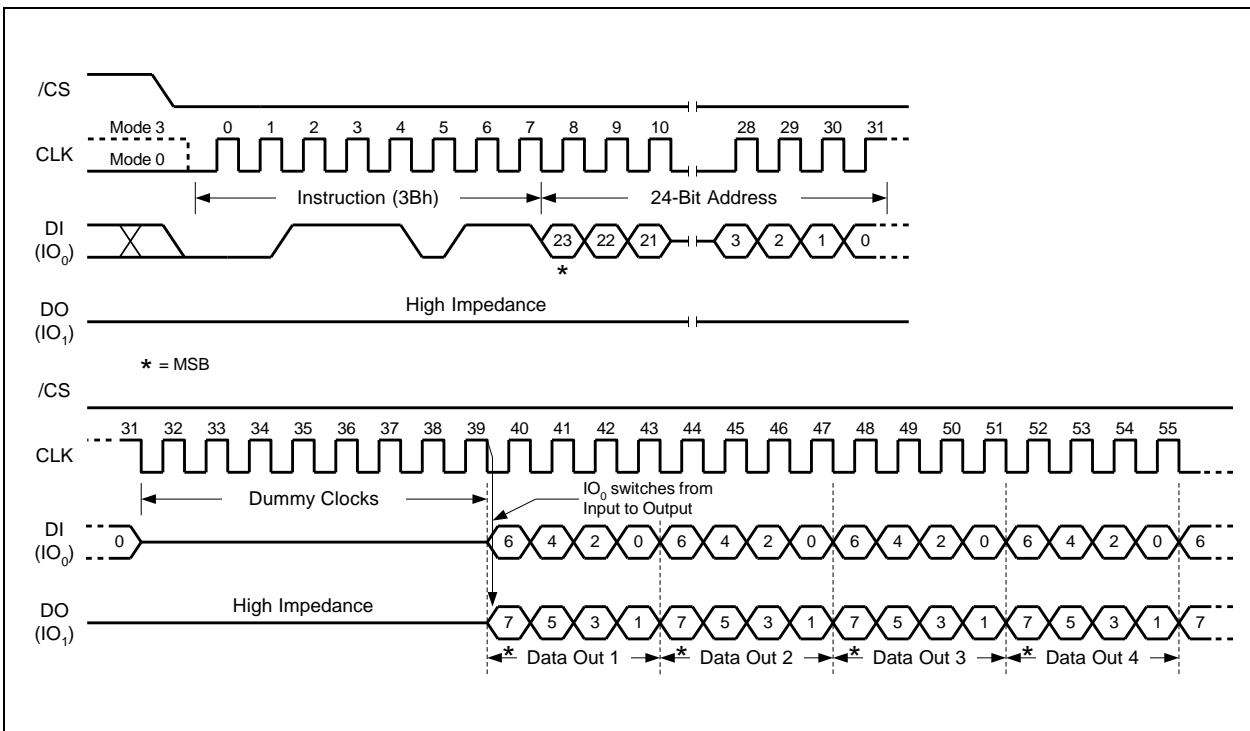 /CS
Mode 3 0 1 2 3 4 5 6 7 8 9 10 28 29 30 31
CLK
Mode 0
Instruction (3Bh) 24-Bit Address
DI
(IO0) 23 22 21 3 2 1 0
*
High Impedance
DO
(IO1)
* = MSB
/CS
31 32 33 34 35 36 37 38 39 40 41 42 43 44 45 46 47 48 49 50 51 52 53 54 55
CLK
Dummy Clocks
IO0 switches from
Input to Output
DI
(IO0) 0 6 4 2 0 6 4 2 0 6 4 2 0 6 4 2 0 6
High Impedance
DO
(IO1) 7 5 3 1 7 5 3 1 7 5 3 1 7 5 3 1 7
* Data Out 1 * Data Out 2 * Data Out 3 * Data Out 4